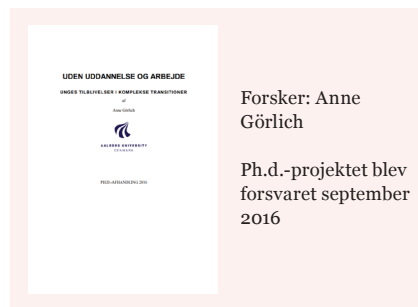 UDEN UDDANNELSE OG ARBEJDE
UNGES TILBLIVELSER I KOMPLEKSE TRANSITIONER
af
Anne Görlich
AALBORG UNIVERSITY
DENMARK
PH.D.-AFHANDLING 2016
Forsker: Anne
Görlich
Ph.d.-projektet blev
forsvaret september
2016